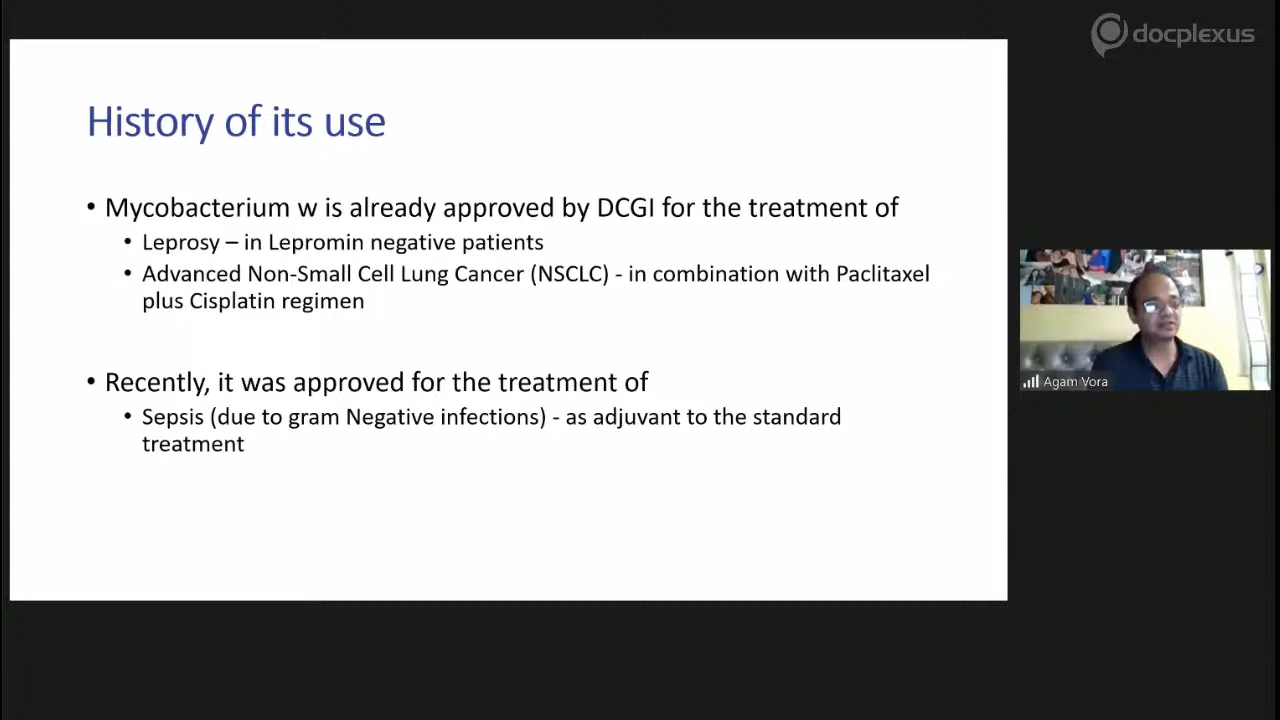 docplexus
History of its use
• Mycobacterium w is already approved by DCGI for the treatment of
• Leprosy – in Lepromin negative patients
• Advanced Non-Small Cell Lung Cancer (NSCLC) - in combination with Paclitaxel
plus Cisplatin regimen
• Recently, it was approved for the treatment of
• Sepsis (due to gram Negative infections) - as adjuvant to the standard
treatment
Agam Vora